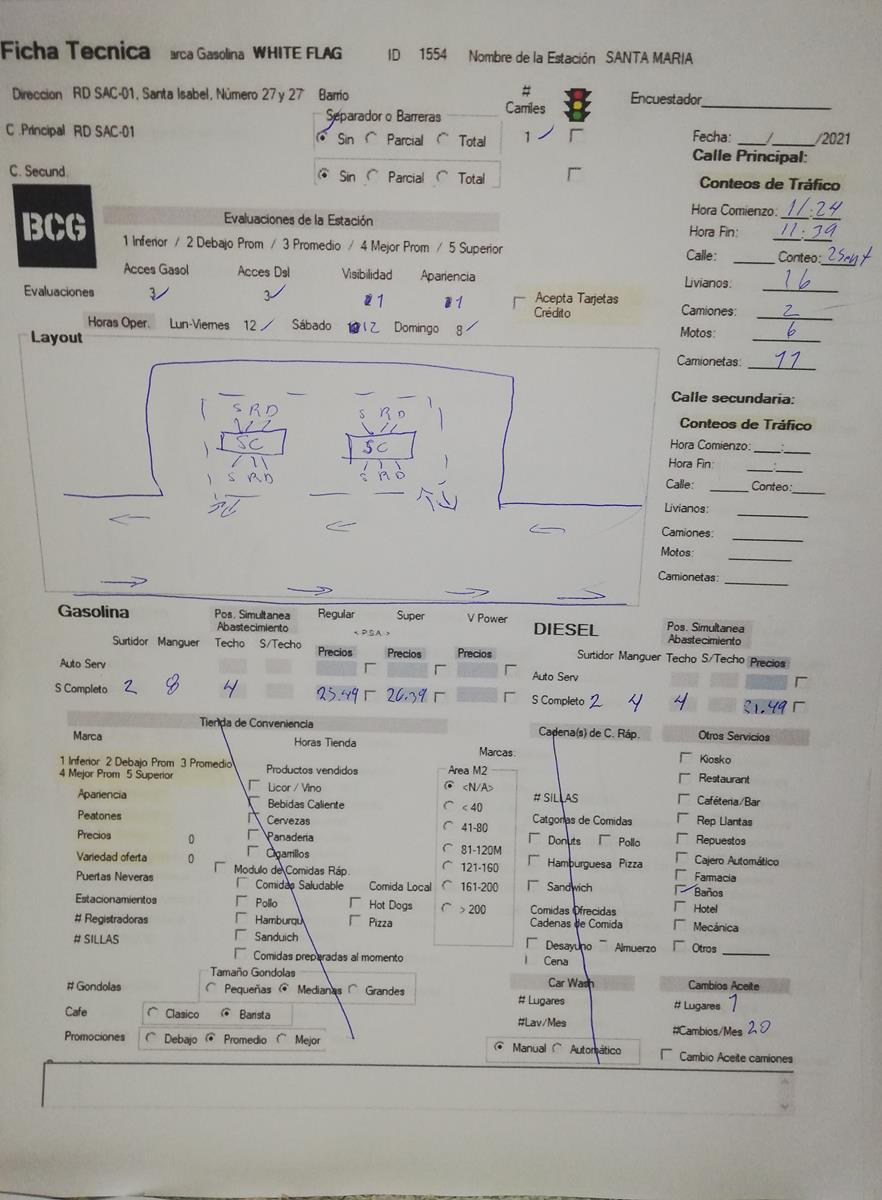 Ficha Tecnica arca Gasolina WHITE FLAG ID 1554 Nombre de la Estación SANTA MARIA
Direccion RD SAC-01, Santa Isabel, Número 27 y 27 Barrio
# Carriles
Encuestador
C .Principal RD SAC-01
Separador o Barreras
Sin Parcial Total 1
Fecha: ___/___/2021
C. Secund.
Sin Parcial Total
BCG
Evaluaciones de la Estación
1 Inferior / 2 Debajo Prom / 3 Promedio / 4 Mejor Prom / 5 Superior
Acces Gasol Acces Dsl Visibilidad Apariencia
Evaluaciones 3 3 1 1
Acepta Tarjetas Crédito
Horas Oper. Lun-Viernes 12 Sábado 12 Domingo 8
Calle Principal:
Conteos de Tráfico
Hora Comienzo: 11:24
Hora Fin: 11:39
Calle: ____ Conteo:
Livianos: 16
Camiones: 2
Motos: 6
Camionetas: 11
Calle secundaria:
Conteos de Tráfico
Hora Comienzo: __:__
Hora Fin: __:__
Calle: ____ Conteo:____
Livianos:
Camiones:
Motos:
Camionetas:
Layout
S R D S R D
SC SC
S R D S R D
Gasolina
Pos. Simultanea Abastecimiento
Regular Super V Power
< P.S.A >
Surtidor Manguer Techo S/Techo Precios Precios Precios
Auto Serv
S Completo 2 8 4 25.49 26.39
DIESEL
Pos. Simultanea Abastecimiento
Surtidor Manguer Techo S/Techo Precios
Auto Serv
S Completo 2 4 4 21.49
Tienda de Conveniencia
Marca
Horas Tienda
1 Inferior 2 Debajo Prom 3 Promedio
4 Mejor Prom 5 Superior
Apariencia
Peatones
Precios 0
Variedad oferta 0
Puertas Neveras
Estacionamientos
# Registradoras
# SILLAS
Productos vendidos
Licor / Vino
Bebidas Caliente
Cervezas
Panaderia
Cigarrillos
Modulo de Comidas Ráp.
Comidas Saludable Comida Local
Pollo Hot Dogs
Hamburgu Pizza
Sanduich
Comidas preparadas al momento
Marcas:
Area M2
<N/A>
< 40
41-80
81-120M
121-160
161-200
> 200
# Gondolas
Tamaño Gondolas
Pequeñas Medianas Grandes
Cafe Clasico Barista
Promociones Debajo Promedio Mejor
Cadena(s) de C. Ráp.
# SILLAS
Catgorias de Comidas
Donuts Pollo
Hamburguesa Pizza
Sandwich
Comidas Ofrecidas
Cadenas de Comida
Desayuno Almuerzo
Cena
Car Wash
# Lugares
#Lav/Mes
Manual Automático
Otros Servicios
Kiosko
Restaurant
Caféteria/Bar
Rep Llantas
Repuestos
Cajero Automático
Farmacia
Baños
Hotel
Mecánica
Otros
Cambios Aceite
# Lugares 1
#Cambios/Mes 20
Cambio Aceite camiones